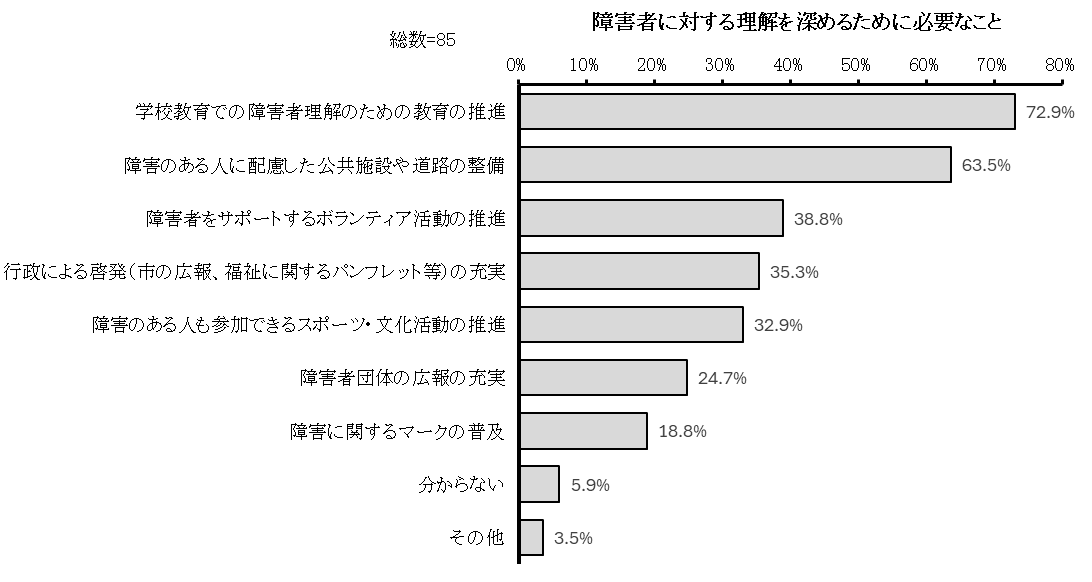 障害者に対する理解を深めるために必要なこと
総数=85
0% 10% 20% 30% 40% 50% 60% 70% 80%
学校教育での障害者理解のための教育の推進 72.9%
障害のある人に配慮した公共施設や道路の整備 63.5%
障害者をサポートするボランティア活動の推進 38.8%
行政による啓発（市の広報、福祉に関するパンフレット等）の充実 35.3%
障害のある人も参加できるスポーツ・文化活動の推進 32.9%
障害者団体の広報の充実 24.7%
障害に関するマークの普及 18.8%
分からない 5.9%
その他 3.5%